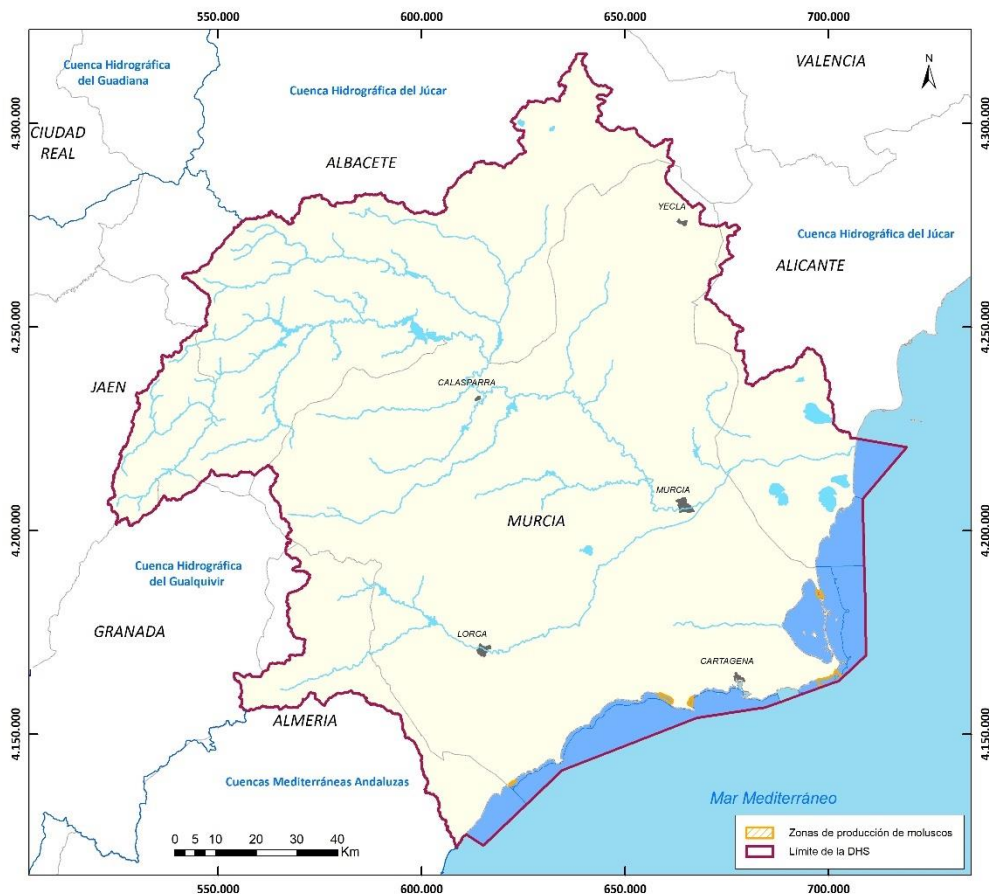 550.000
600.000
650.000
700.000
Cuenca Hidrográfica
del Guadiana
Cuenca Hidrográfica del Júcar
VALENCIA
N
4.300.000
4.300.000
CIUDAD
REAL
ALBACETE
YECLA
Cuenca Hidrográfica del Júcar
ALICANTE
4.250.000
4.250.000
JAEN
CALASPARRA
MURCIA
MURCIA
4.200.000
4.200.000
Cuenca Hidrográfica
del Gualquivir
GRANADA
LORCA
CARTAGENA
ALMERIA
4.150.000
4.150.000
Cuencas Mediterráneas Andaluzas
Mar Mediterráneo
0 5 10 20 30 40
Km
Zonas de producción de moluscos
Límite de la DHS
550.000
600.000
650.000
700.000